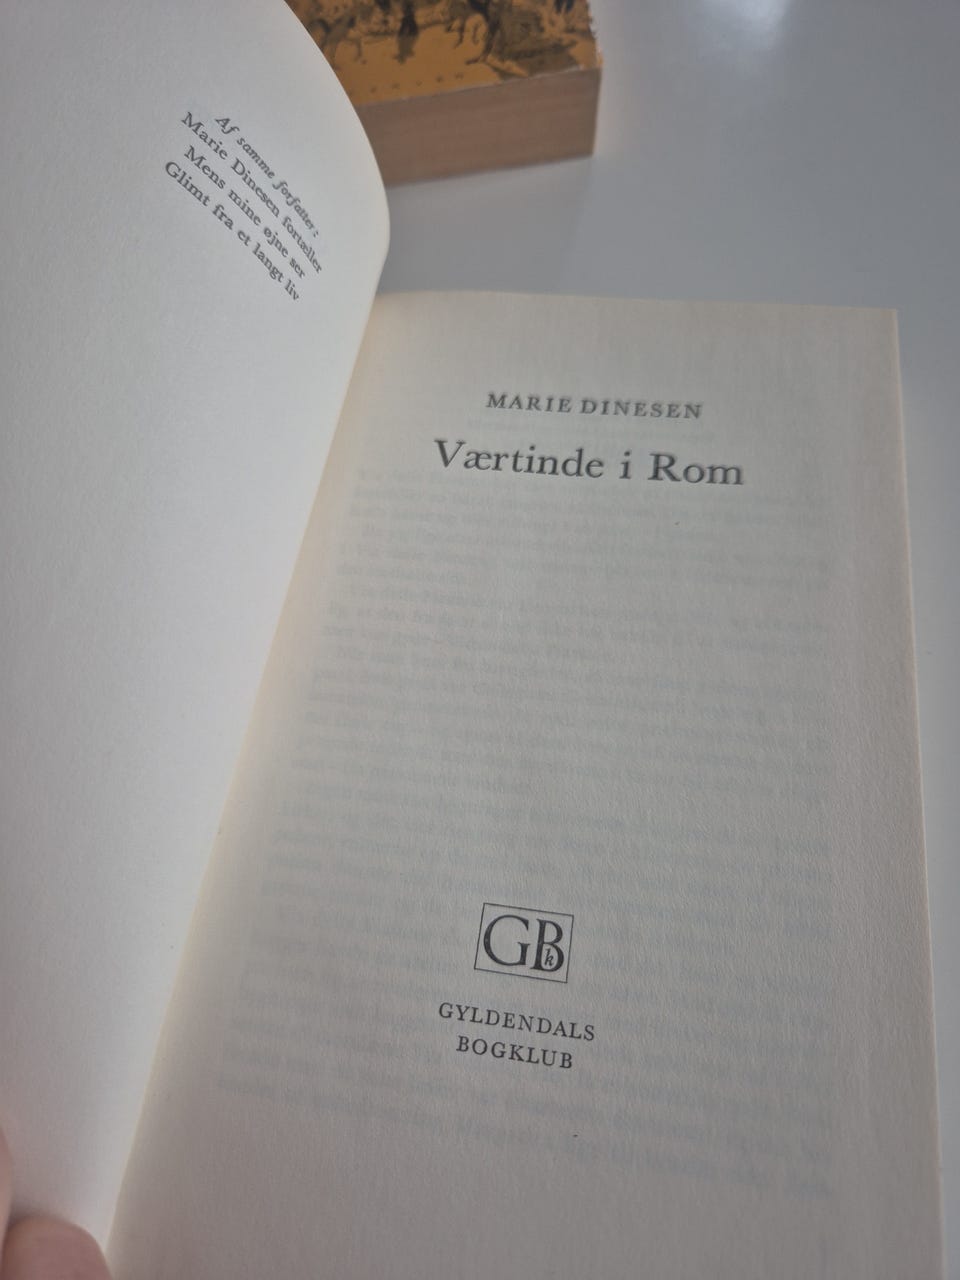 Af samme forfatter:
Marie Dinesen fortæller
Mens mine øjne ser
Glimt fra et langt liv
MARIE DINESEN
Værtinde i Rom
GBk
GYLDENDALS
BOGKLUB